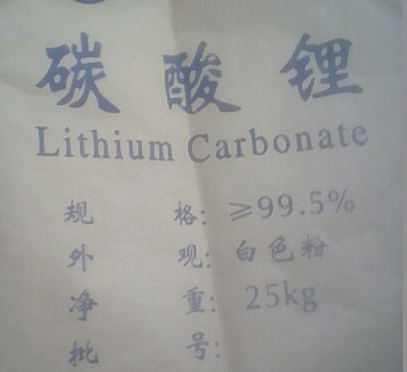 碳酸锂
Lithium Carbonate
规 格: ≥99.5%
外 观: 白色粉
净 重: 25kg
批 号: